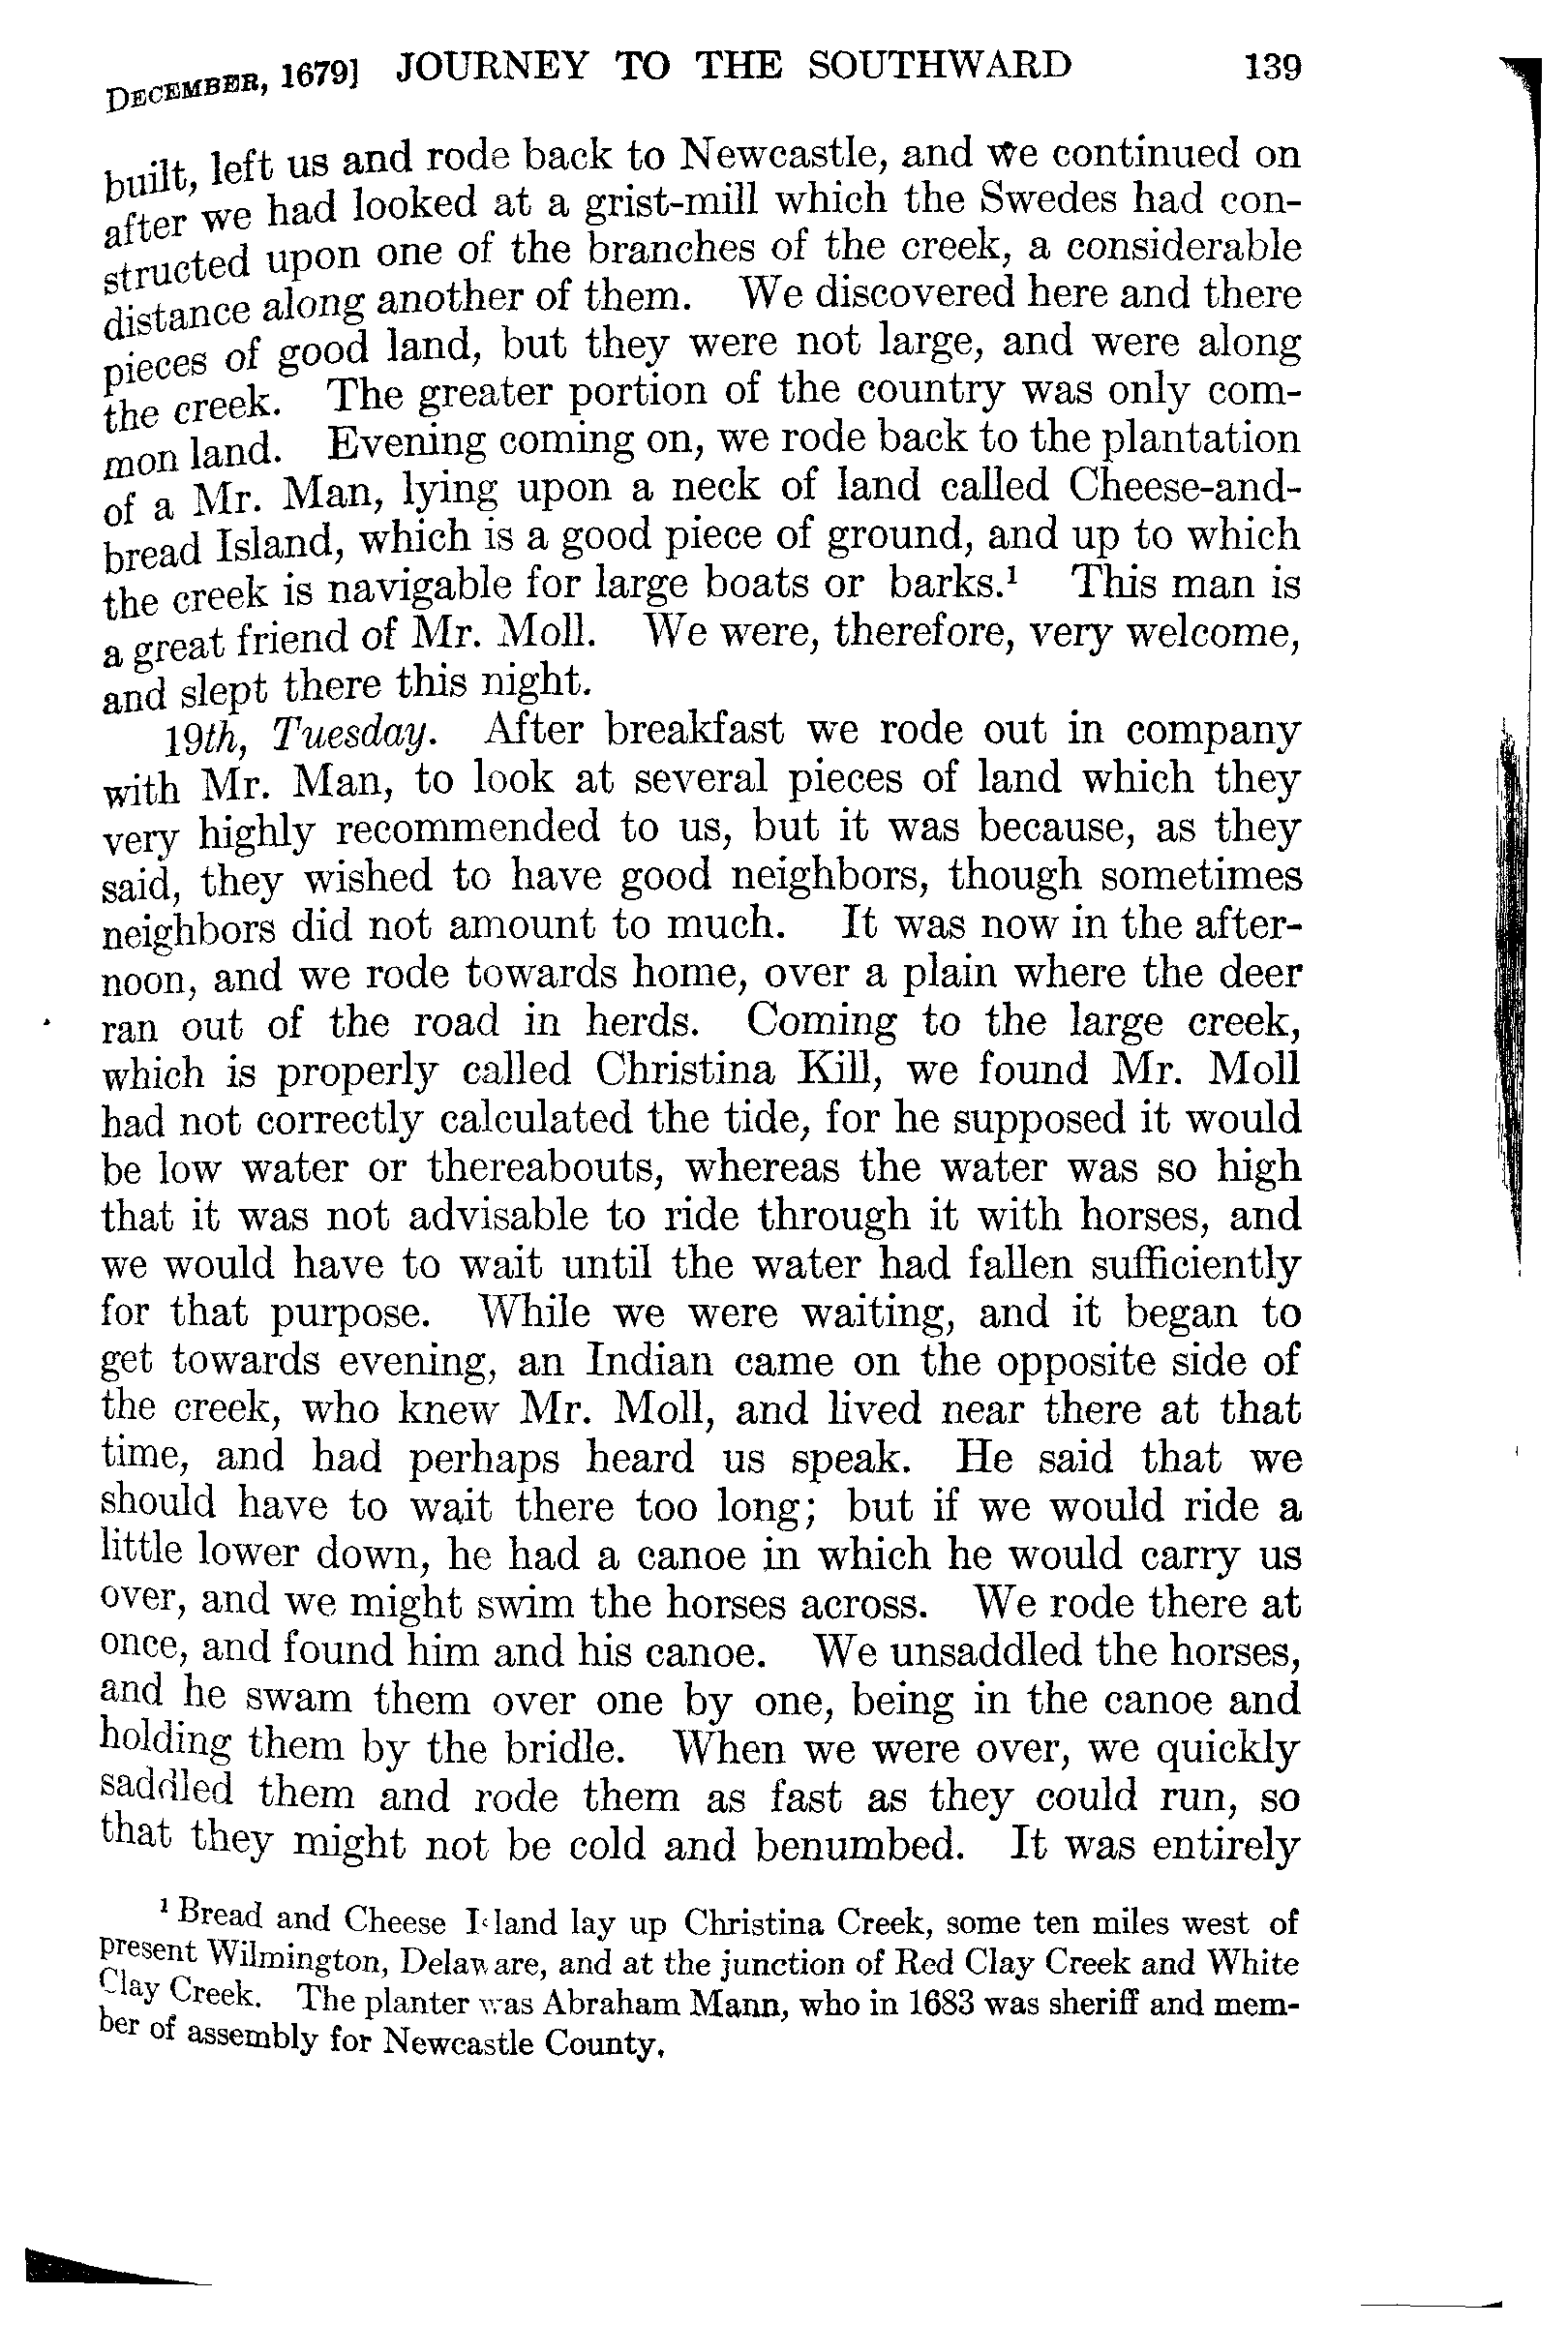 DECEMBER, 1679] JOURNEY TO THE SOUTHWARD 139
built, left us and rode back to Newcastle, and we continued on
after we had looked at a grist-mill which the Swedes had con-
structed upon one of the branches of the creek, a considerable
distance along another of them. We discovered here and there
pieces of good land, but they were not large, and were along
the creek. The greater portion of the country was only com-
mon land. Evening coming on, we rode back to the plantation
of a Mr. Man, lying upon a neck of land called Cheese-and-
bread Island, which is a good piece of ground, and up to which
the creek is navigable for large boats or barks.¹ This man is
a great friend of Mr. Moll. We were, therefore, very welcome,
and slept there this night.
19th, Tuesday. After breakfast we rode out in company
with Mr. Man, to look at several pieces of land which they
very highly recommended to us, but it was because, as they
said, they wished to have good neighbors, though sometimes
neighbors did not amount to much. It was now in the after-
noon, and we rode towards home, over a plain where the deer
ran out of the road in herds. Coming to the large creek,
which is properly called Christina Kill, we found Mr. Moll
had not correctly calculated the tide, for he supposed it would
be low water or thereabouts, whereas the water was so high
that it was not advisable to ride through it with horses, and
we would have to wait until the water had fallen sufficiently
for that purpose. While we were waiting, and it began to
get towards evening, an Indian came on the opposite side of
the creek, who knew Mr. Moll, and lived near there at that
time, and had perhaps heard us speak. He said that we
should have to wait there too long; but if we would ride a
little lower down, he had a canoe in which he would carry us
over, and we might swim the horses across. We rode there at
once, and found him and his canoe. We unsaddled the horses,
and he swam them over one by one, being in the canoe and
holding them by the bridle. When we were over, we quickly
saddled them and rode them as fast as they could run, so
that they might not be cold and benumbed. It was entirely
¹ Bread and Cheese Island lay up Christina Creek, some ten miles west of
present Wilmington, Delaware, and at the junction of Red Clay Creek and White
Clay Creek. The planter was Abraham Mann, who in 1683 was sheriff and mem-
ber of assembly for Newcastle County.